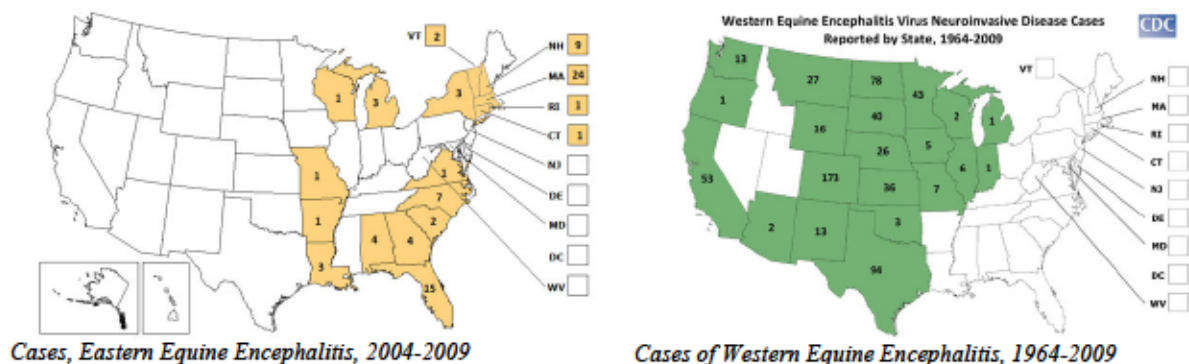 VT 2
NH 9
MA 24
RI 1
CT 1
NJ
DE
MD
DC
WV
1
3
3
1
1
7
1
2
4
4
3
15
Cases, Eastern Equine Encephalitis, 2004-2009
Western Equine Encephalitis Virus Neuroinvasive Disease Cases
Reported by State, 1964-2009
CDC
VT
NH
MA
RI
CT
NJ
DE
MD
DC
WV
13
27
78
43
1
40
2
1
16
5
26
6
1
53
173
36
7
2
13
3
94
Cases of Western Equine Encephalitis, 1964-2009